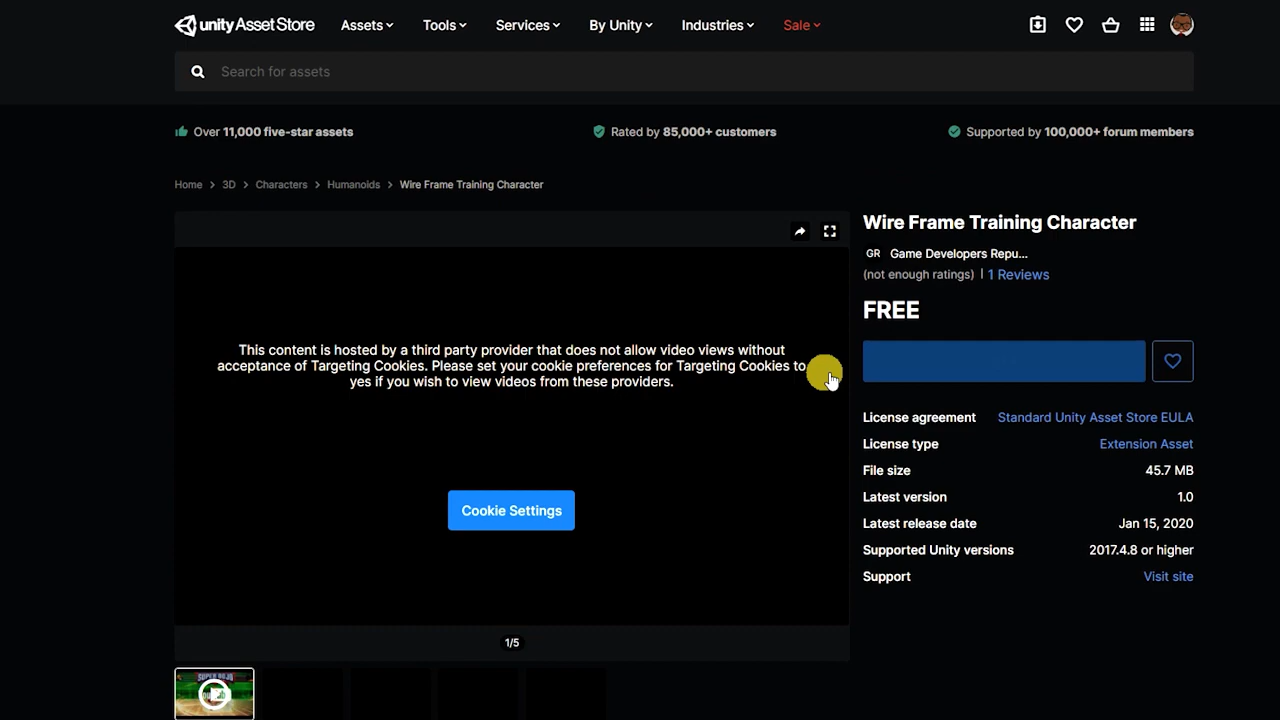 unity Asset Store Assets Tools Services By Unity Industries Sale
Search for assets
Over 11,000 five-star assets Rated by 85,000+ customers Supported by 100,000+ forum members
Home > 3D > Characters > Humanoids > Wire Frame Training Character
Wire Frame Training Character
GR Game Developers Repu...
(not enough ratings) | 1 Reviews
FREE
This content is hosted by a third party provider that does not allow video views without
acceptance of Targeting Cookies. Please set your cookie preferences for Targeting Cookies to
yes if you wish to view videos from these providers.
Cookie Settings
License agreement Standard Unity Asset Store EULA
License type Extension Asset
File size 45.7 MB
Latest version 1.0
Latest release date Jan 15, 2020
Supported Unity versions 2017.4.8 or higher
Support Visit site
1/5